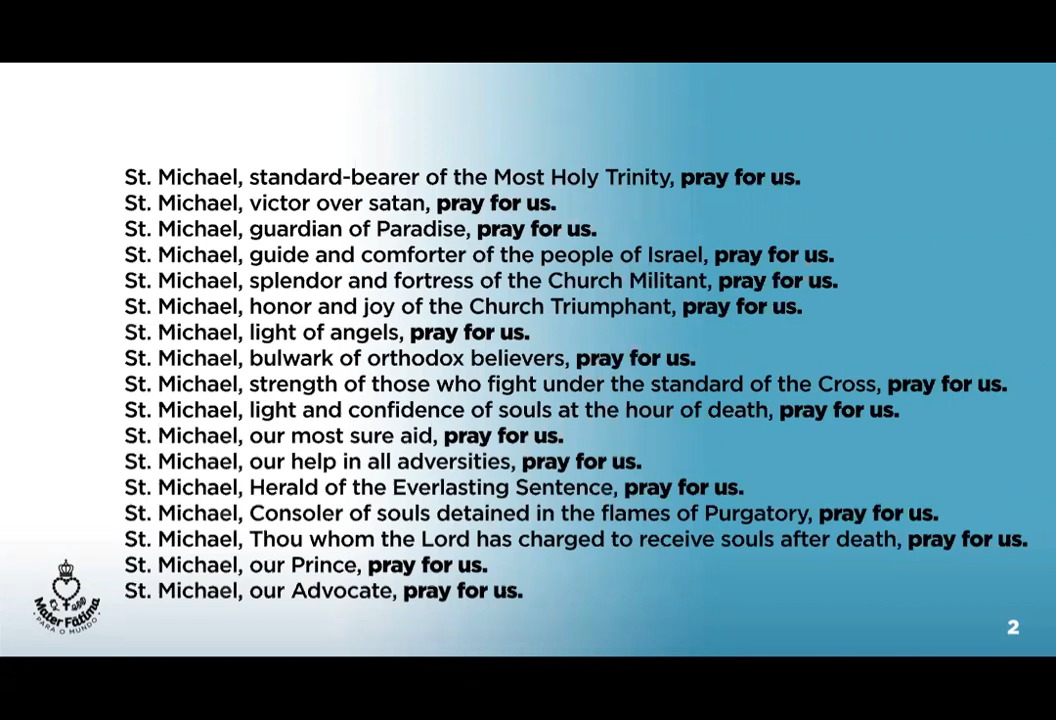 St. Michael, standard-bearer of the Most Holy Trinity, pray for us.
St. Michael, victor over satan, pray for us.
St. Michael, guardian of Paradise, pray for us.
St. Michael, guide and comforter of the people of Israel, pray for us.
St. Michael, splendor and fortress of the Church Militant, pray for us.
St. Michael, honor and joy of the Church Triumphant, pray for us.
St. Michael, light of angels, pray for us.
St. Michael, bulwark of orthodox believers, pray for us.
St. Michael, strength of those who fight under the standard of the Cross, pray for us.
St. Michael, light and confidence of souls at the hour of death, pray for us.
St. Michael, our most sure aid, pray for us.
St. Michael, our help in all adversities, pray for us.
St. Michael, Herald of the Everlasting Sentence, pray for us.
St. Michael, Consoler of souls detained in the flames of Purgatory, pray for us.
St. Michael, Thou whom the Lord has charged to receive souls after death, pray for us.
St. Michael, our Prince, pray for us.
St. Michael, our Advocate, pray for us.
Mater Fátima
PARA O MUNDO
2